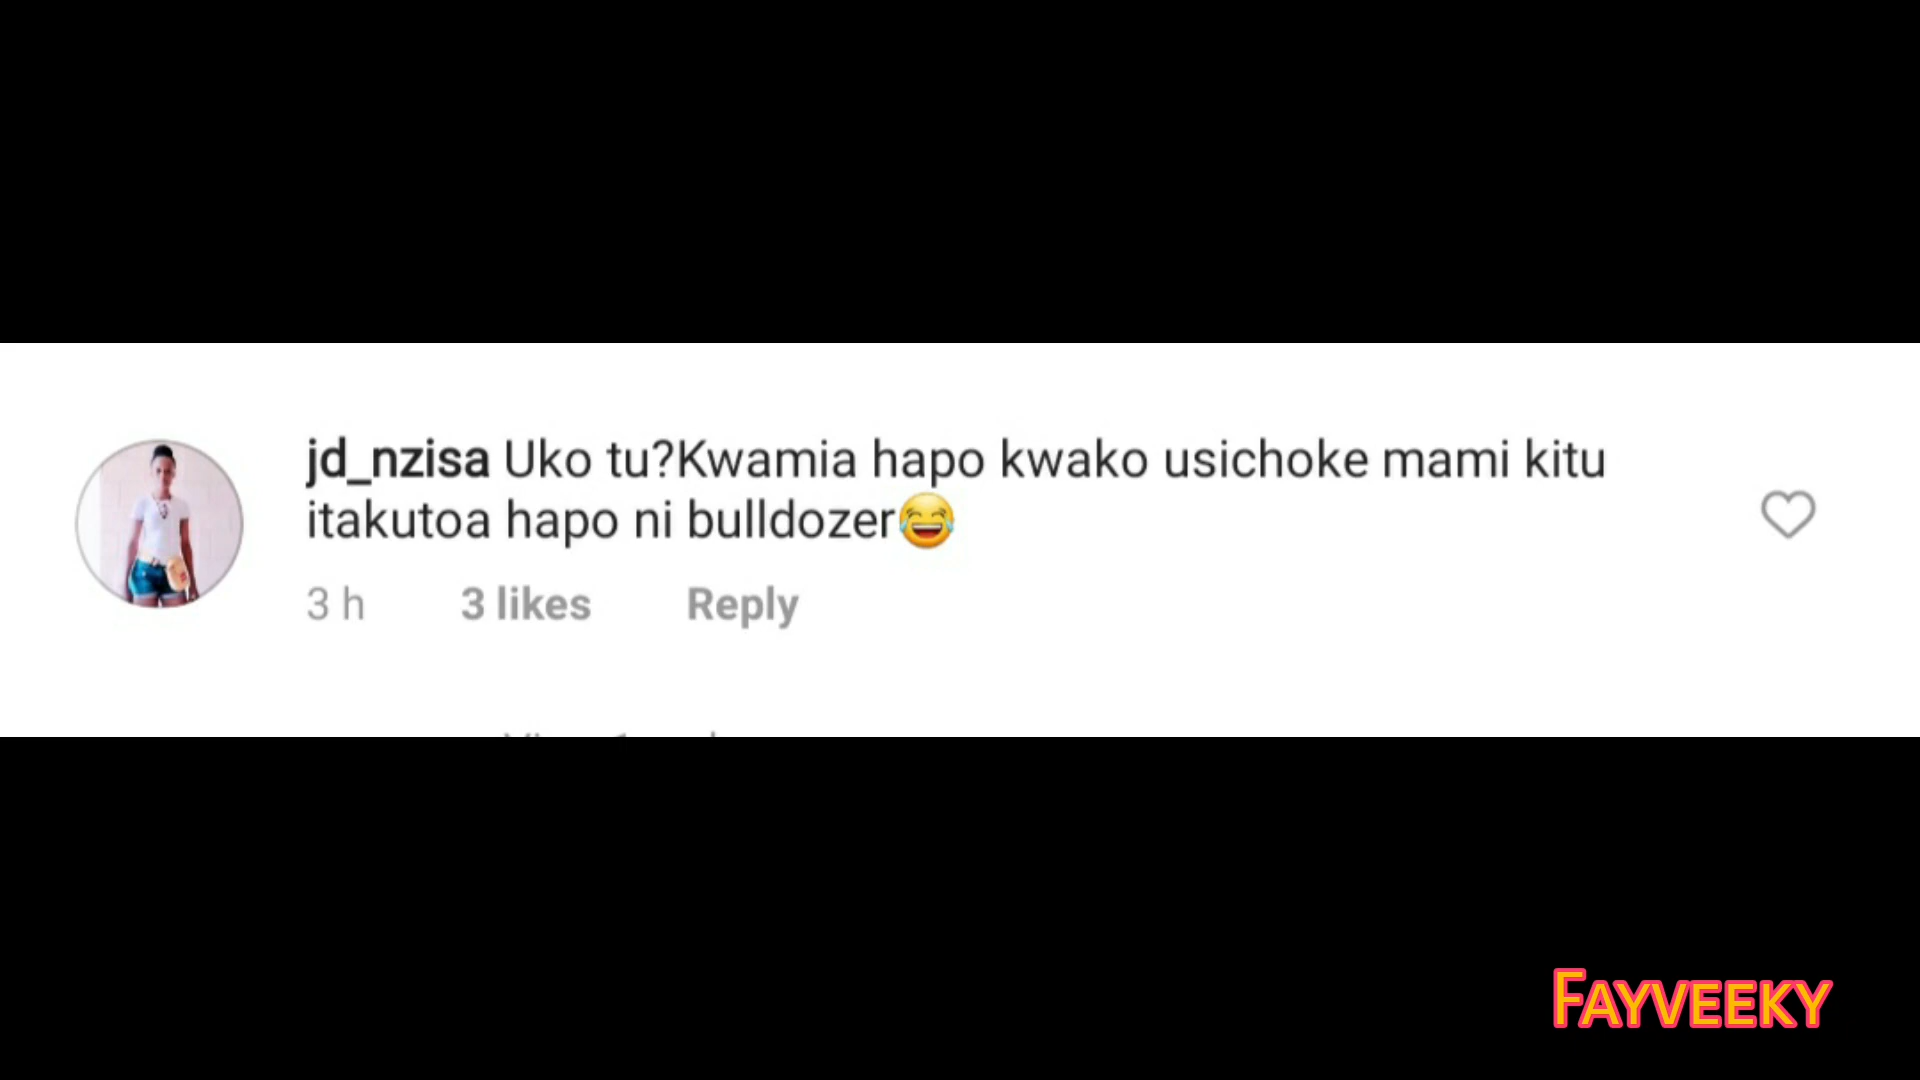 jd_nzisa Uko tu?Kwamia hapo kwako usichoke mami kitu
itakutoa hapo ni bulldozer😂
3 h 3 likes Reply
FAYVEEKY